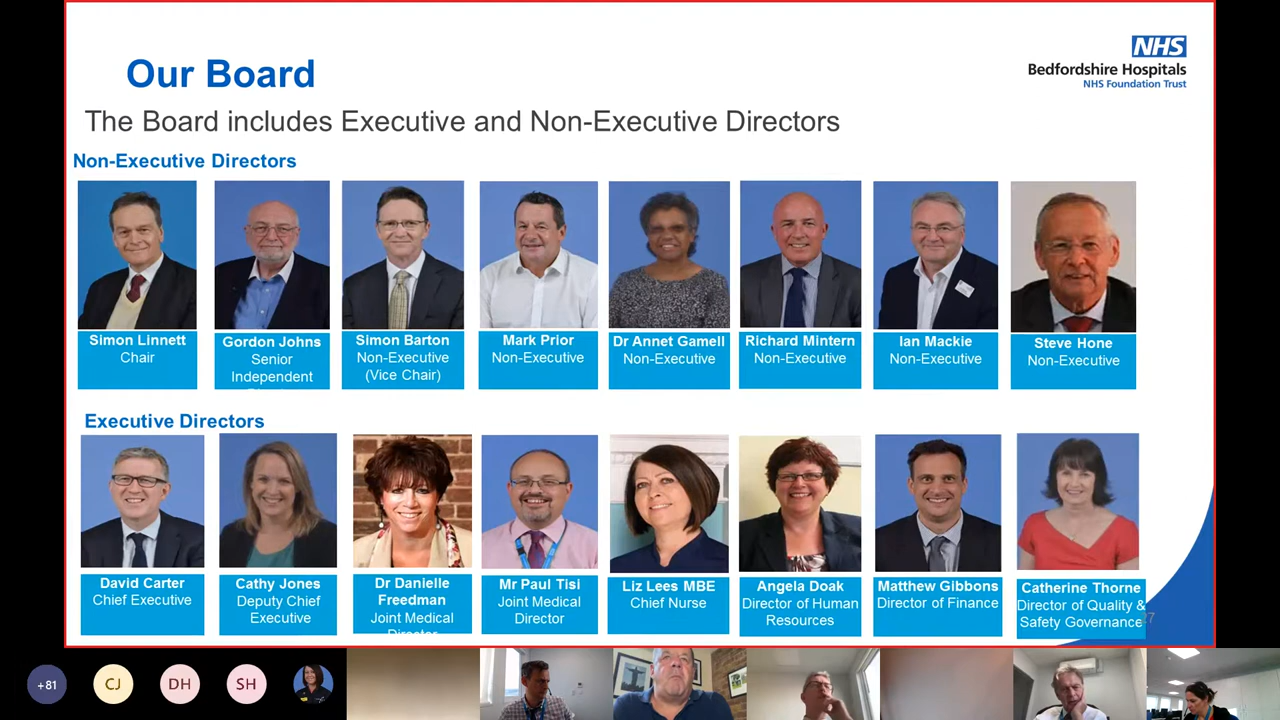 NHS
Our Board
Bedfordshire Hospitals
NHS Foundation Trust
The Board includes Executive and Non-Executive Directors
Non-Executive Directors
Simon Linnett
Chair
Gordon Johns
Senior
Independent
Simon Barton
Non-Executive
(Vice Chair)
Mark Prior
Non-Executive
Dr Annet Gamell
Non-Executive
Richard Mintern
Non-Executive
Ian Mackie
Non-Executive
Steve Hone
Non-Executive
Executive Directors
David Carter
Chief Executive
Cathy Jones
Deputy Chief
Executive
Dr Danielle
Freedman
Joint Medical
Director
Mr Paul Tisi
Joint Medical
Director
Liz Lees MBE
Chief Nurse
Angela Doak
Director of Human
Resources
Matthew Gibbons
Director of Finance
Catherine Thorne
Director of Quality &
Safety Governance
+81
CJ
DH
SH